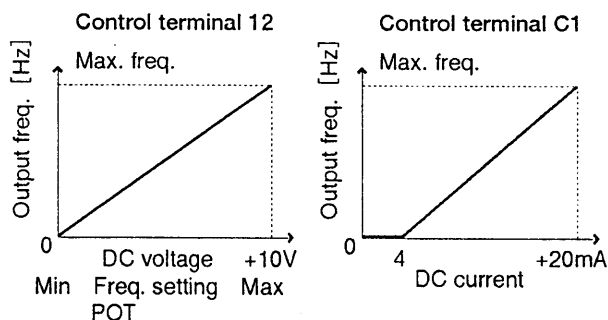 Control terminal 12
Output freq. [Hz]
Max. freq.
0
DC voltage +10V
Min Freq. setting Max
POT
Control terminal C1
Output freq. [Hz]
Max. freq.
0 4 +20mA
DC current